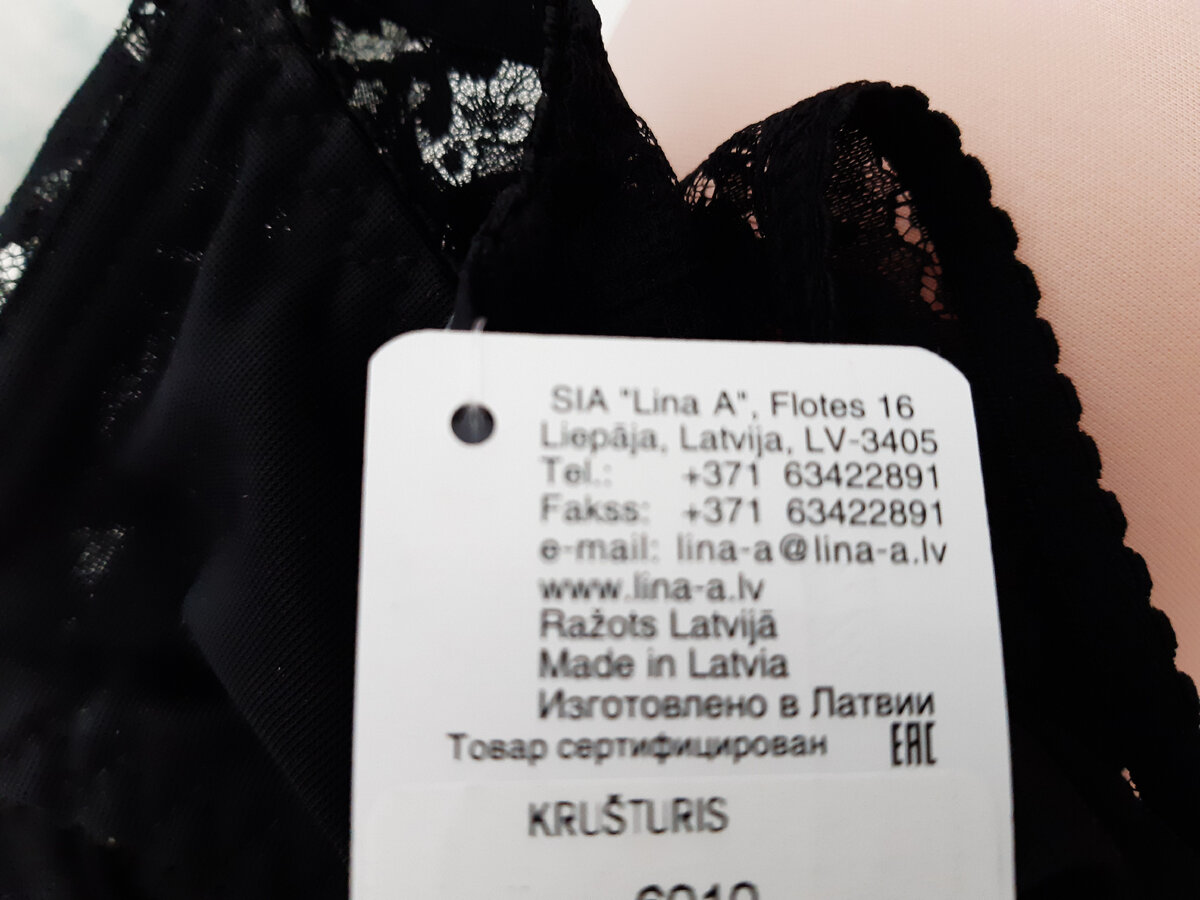 SIA "Lina A", Flotes 16
Liepāja, Latvija, LV-3405
Tel.: +371 63422891
Fakss: +371 63422891
e-mail: lina-a@lina-a.lv
www.lina-a.lv
Ražots Latvijā
Made in Latvia
Изготовлено в Латвии
Товар сертифицирован EAC
KRUŠTURIS